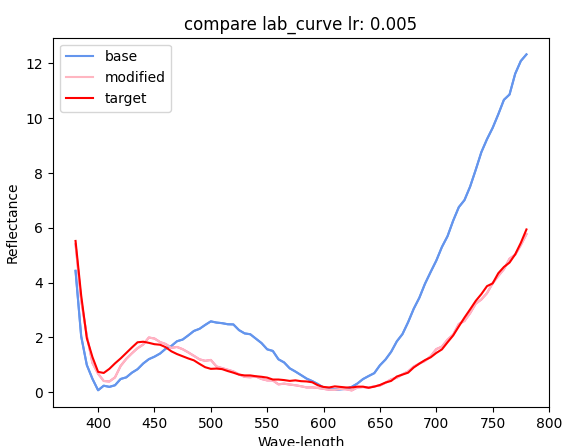 compare lab_curve lr: 0.005
base
modified
target
Reflectance
12
10
8
6
4
2
0
400 450 500 550 600 650 700 750 800
Wave-length